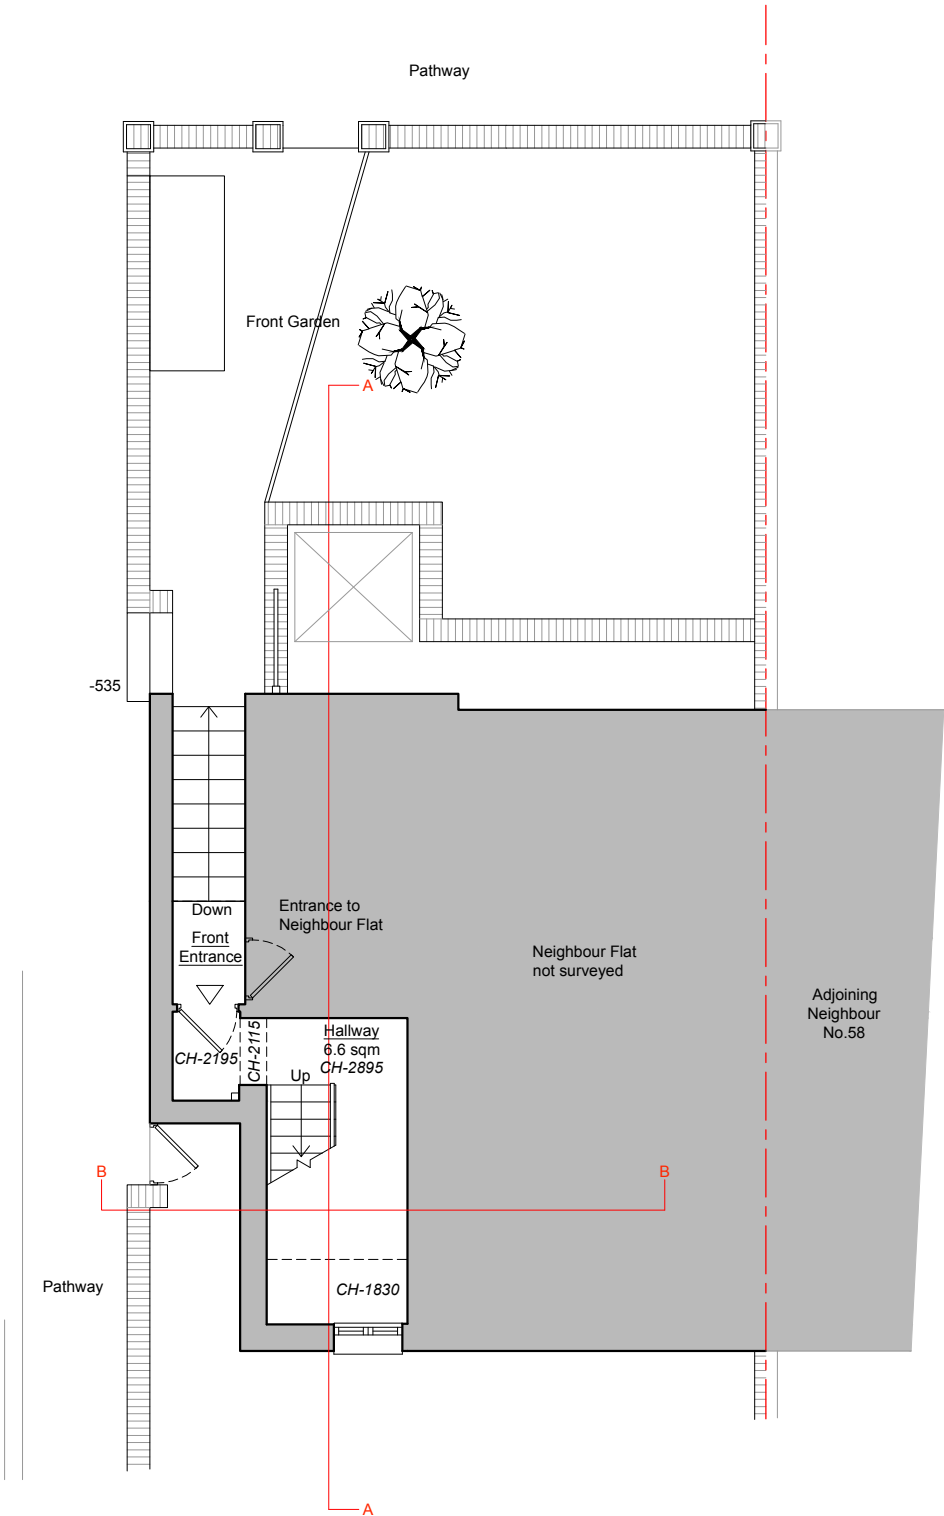 Pathway
Front Garden
A
-535
Down
Front
Entrance
Entrance to
Neighbour Flat
Neighbour Flat
not surveyed
Adjoining
Neighbour
No.58
CH-2195
CH-2115
Hallway
6.6 sqm
CH-2895
Up
B
B
Pathway
CH-1830
A